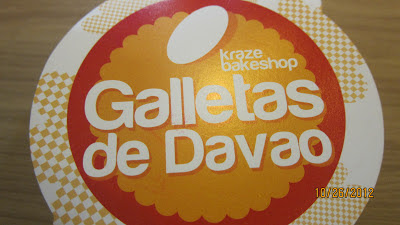 kraze
bakeshop
Galletas
de Davao
10/26/2012